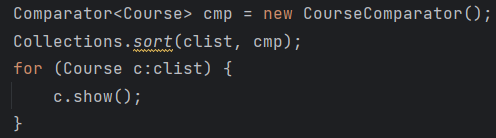 Comparator<Course> cmp = new CourseComparator();
Collections.sort(clist, cmp);
for (Course c:clist) {
    c.show();
}